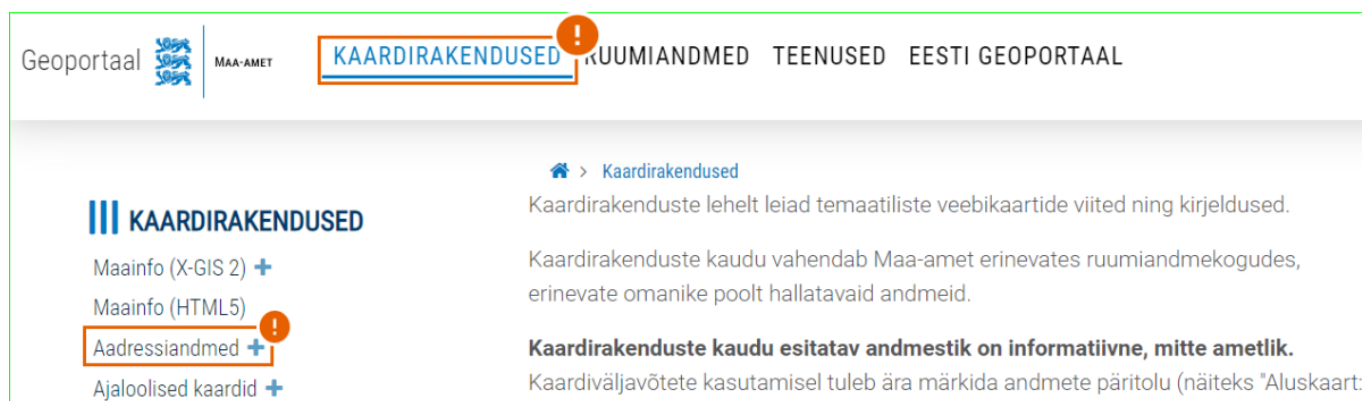 Geoportaal MAA-AMET KAARDIRAKENDUSED RUUMIANDMED TEENUSED EESTI GEOPORTAAL
> Kaardirakendused
KAARDIRAKENDUSED
Maainfo (X-GIS 2) +
Maainfo (HTML5)
Aadressiandmed +
Ajaloolised kaardid +
Kaardirakenduste lehelt leiad temaatiliste veebikaartide viited ning kirjeldused.
Kaardirakenduste kaudu vahendab Maa-amet erinevates ruumiandmekogudes,
erinevate omanike poolt hallatavaid andmeid.
Kaardirakenduste kaudu esitatav andmestik on informatiivne, mitte ametlik.
Kaardiväljavõtete kasutamisel tuleb ära märkida andmete päritolu (näiteks "Aluskaart: